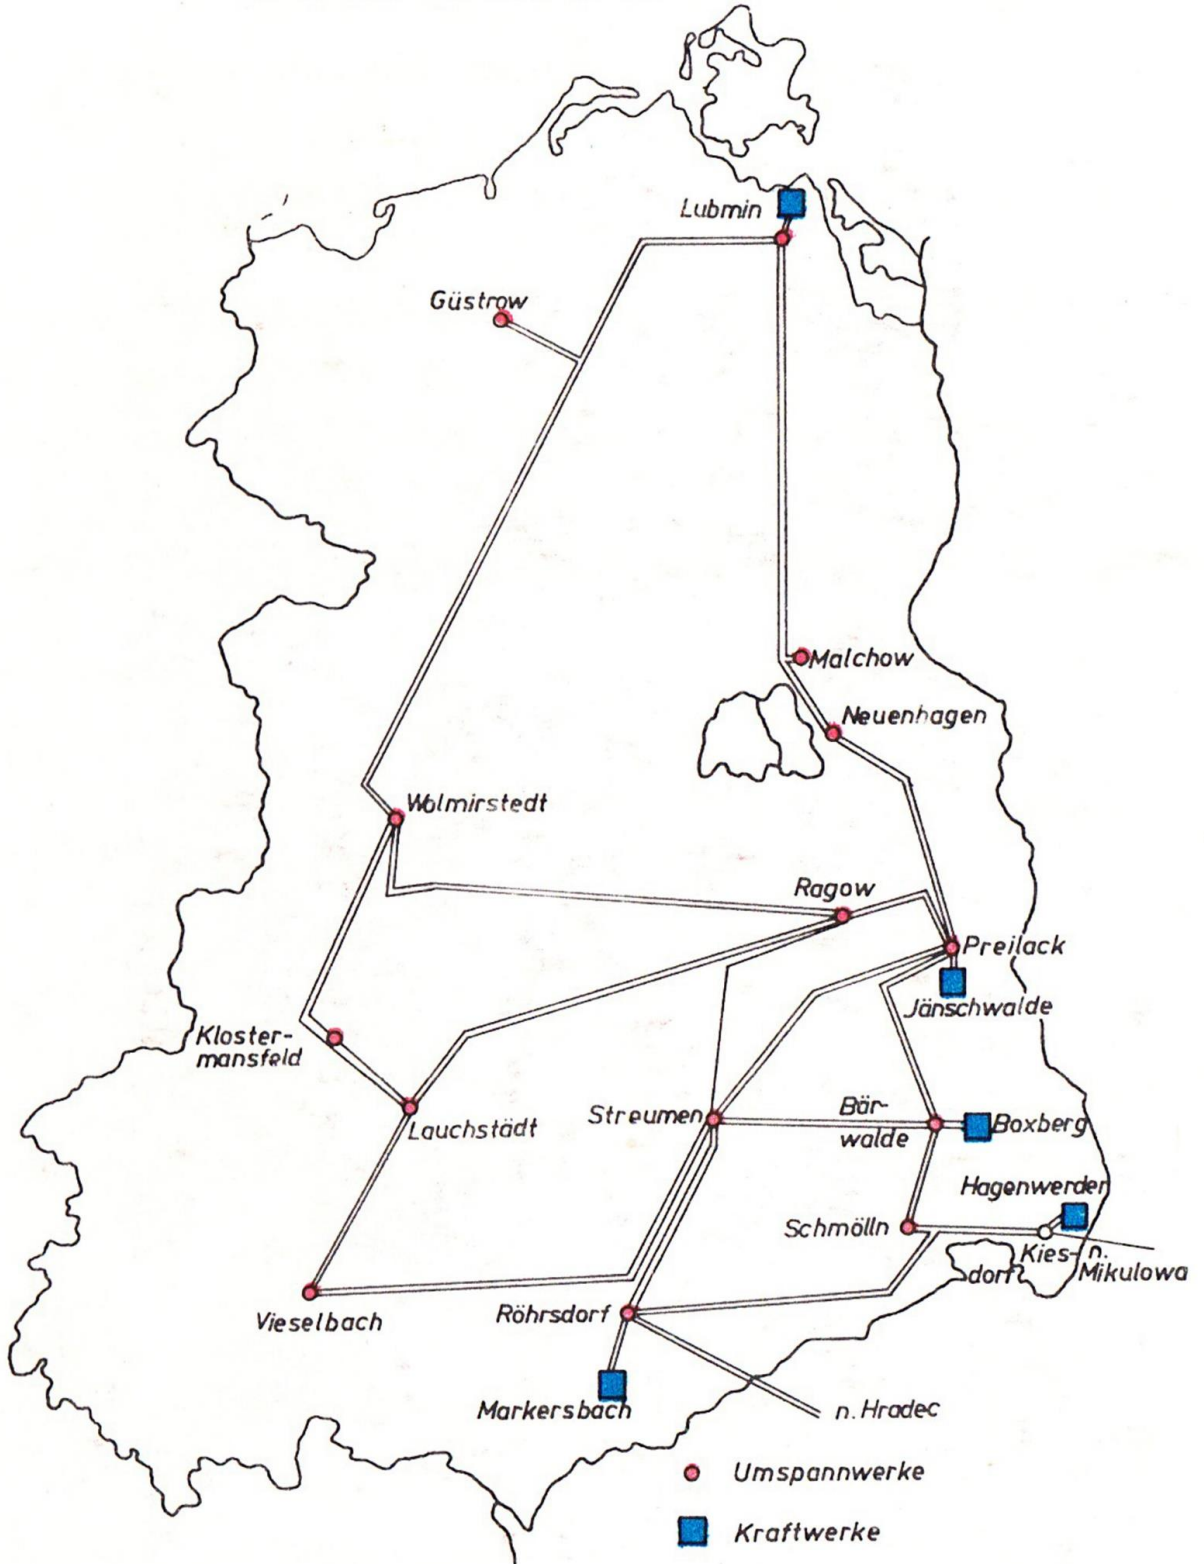 Lubmin
Güstrow
Malchow
Neuenhagen
Wolmirstedt
Ragow
Preilack
Jänschwalde
Kloster-
mansfeld
Lauchstädt
Streumen
Bär-
walde
Boxberg
Hagenwerder
Schmölln
Kies-
dorf
n.
Mikulowa
Vieselbach
Röhrsdorf
Markersbach
n. Hradec
Umspannwerke
Kraftwerke